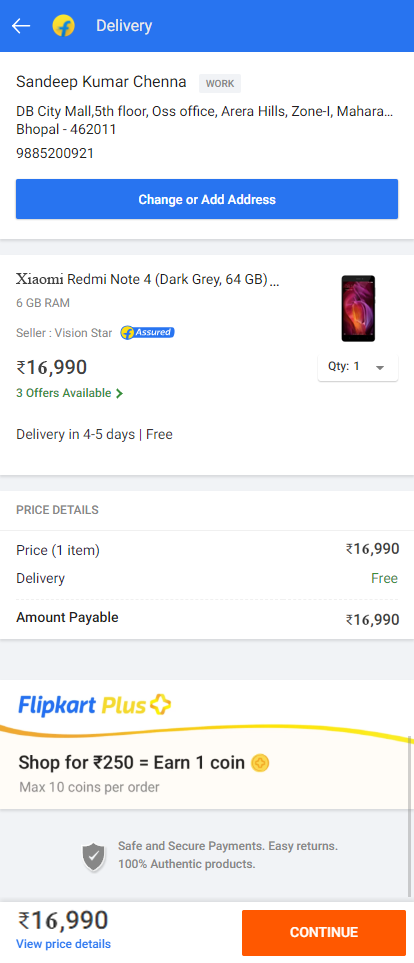 Delivery
Sandeep Kumar Chenna WORK
DB City Mall,5th floor, Oss office, Arera Hills, Zone-I, Mahara...
Bhopal - 462011
9885200921
Change or Add Address
Xiaomi Redmi Note 4 (Dark Grey, 64 GB)...
6 GB RAM
Seller : Vision Star f Assured
₹16,990
Qty: 1
3 Offers Available
Delivery in 4-5 days | Free
PRICE DETAILS
Price (1 item) ₹16,990
Delivery Free
Amount Payable ₹16,990
Flipkart Plus
Shop for ₹250 = Earn 1 coin
Max 10 coins per order
Safe and Secure Payments. Easy returns.
100% Authentic products.
₹16,990
View price details
CONTINUE